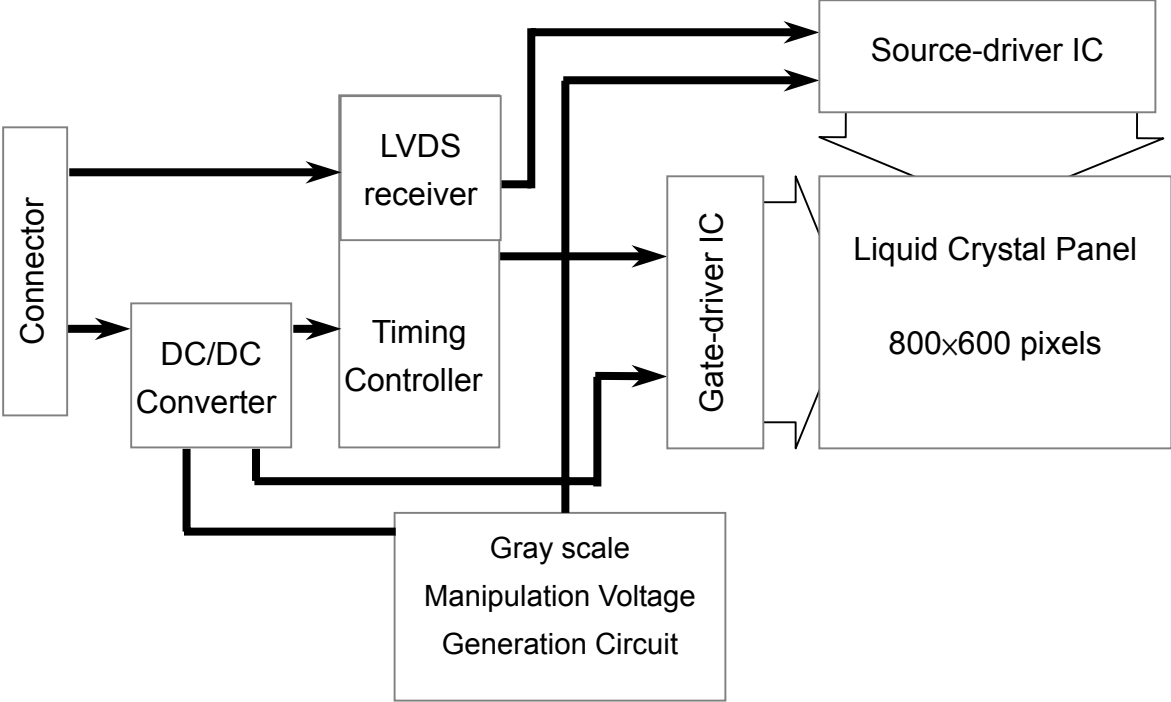 Source-driver IC
LVDS
receiver
Connector
Gate-driver IC
Liquid Crystal Panel
800×600 pixels
DC/DC
Converter
Timing
Controller
Gray scale
Manipulation Voltage
Generation Circuit